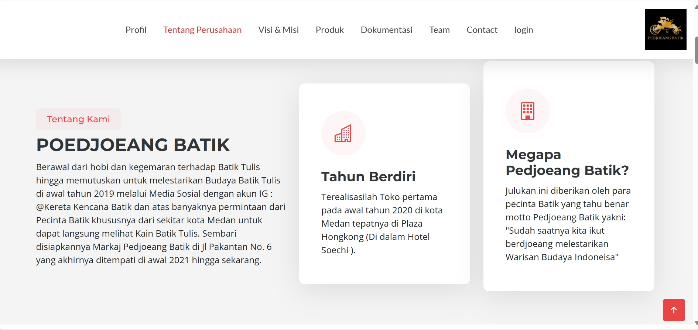 Profil
Tentang Perusahaan
Visi & Misi
Produk
Dokumentasi
Team
Contact
login
PEDJOEANG BATIK
Tentang Kami
POEDJOEANG BATIK
Berawal dari hobi dan kegemaran terhadap Batik Tulis
hingga memutuskan untuk melestarikan Budaya Batik Tulis
di awal tahun 2019 melalui Media Sosial dengan akun IG :
@Kereta Kencana Batik dan atas banyaknya permintaan dari
Pecinta Batik khususnya dari sekitar kota Medan untuk
dapat langsung melihat Kain Batik Tulis. Sembari
disiapkannya Markaj Pedjoeang Batik di Jl Pakantan No. 6
yang akhirnya ditempati di awal 2021 hingga sekarang.
Tahun Berdiri
Terealisasilah Toko pertama
pada awal tahun 2020 di kota
Medan tepatnya di Plaza
Hongkong (Di dalam Hotel
Soechi ).
Megapa
Pedjoeang Batik?
Julukan ini diberikan oleh para
pecinta Batik yang tahu benar
motto Pedjoeang Batik yakni:
"Sudah saatnya kita ikut
berdjoeang melestarikan
Warisan Budaya Indoneisa"